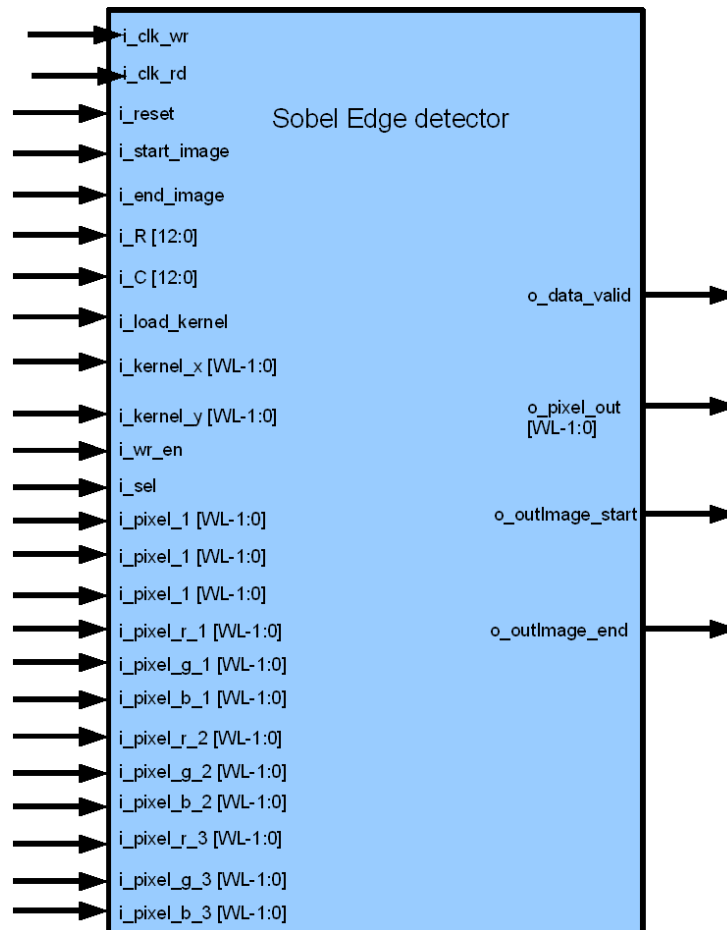 i_clk_wr
i_clk_rd
i_reset
Sobel Edge detector
i_start_image
i_end_image
i_R [12:0]
i_C [12:0]
o_data_valid
i_load_kernel
i_kernel_x [WL-1:0]
i_kernel_y [WL-1:0]
o_pixel_out
[WL-1:0]
i_wr_en
i_sel
i_pixel_1 [WL-1:0]
o_outImage_start
i_pixel_1 [WL-1:0]
i_pixel_1 [WL-1:0]
i_pixel_r_1 [WL-1:0]
o_outImage_end
i_pixel_g_1 [WL-1:0]
i_pixel_b_1 [WL-1:0]
i_pixel_r_2 [WL-1:0]
i_pixel_g_2 [WL-1:0]
i_pixel_b_2 [WL-1:0]
i_pixel_r_3 [WL-1:0]
i_pixel_g_3 [WL-1:0]
i_pixel_b_3 [WL-1:0]